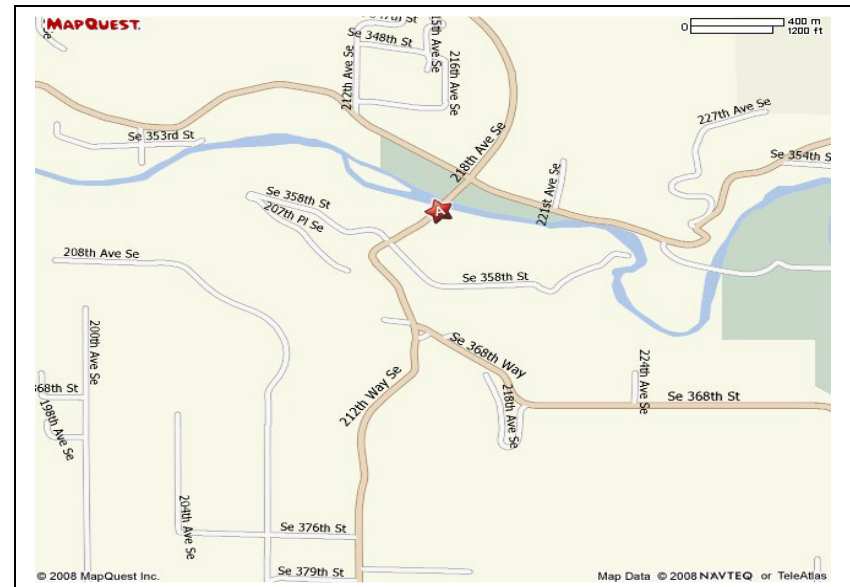 MAPQUEST.
400 m
0
1200 ft
Se 348th St
212th Ave Se
216th Ave Se
218th Ave Se
227th Ave Se
Se 353rd St
Se 354th S
221st Ave Se
Se 358th St
207th Pl Se
A
208th Ave Se
Se 358th St
200th Ave Se
Se 368th Way
224th Ave Se
368th St
198th Ave Se
212th Way Se
218th Ave Se
Se 368th St
204th Ave Se
Se 376th St
Se 379th St
© 2008 MapQuest Inc.
Map Data © 2008 NAVTEQ or TeleAtlas